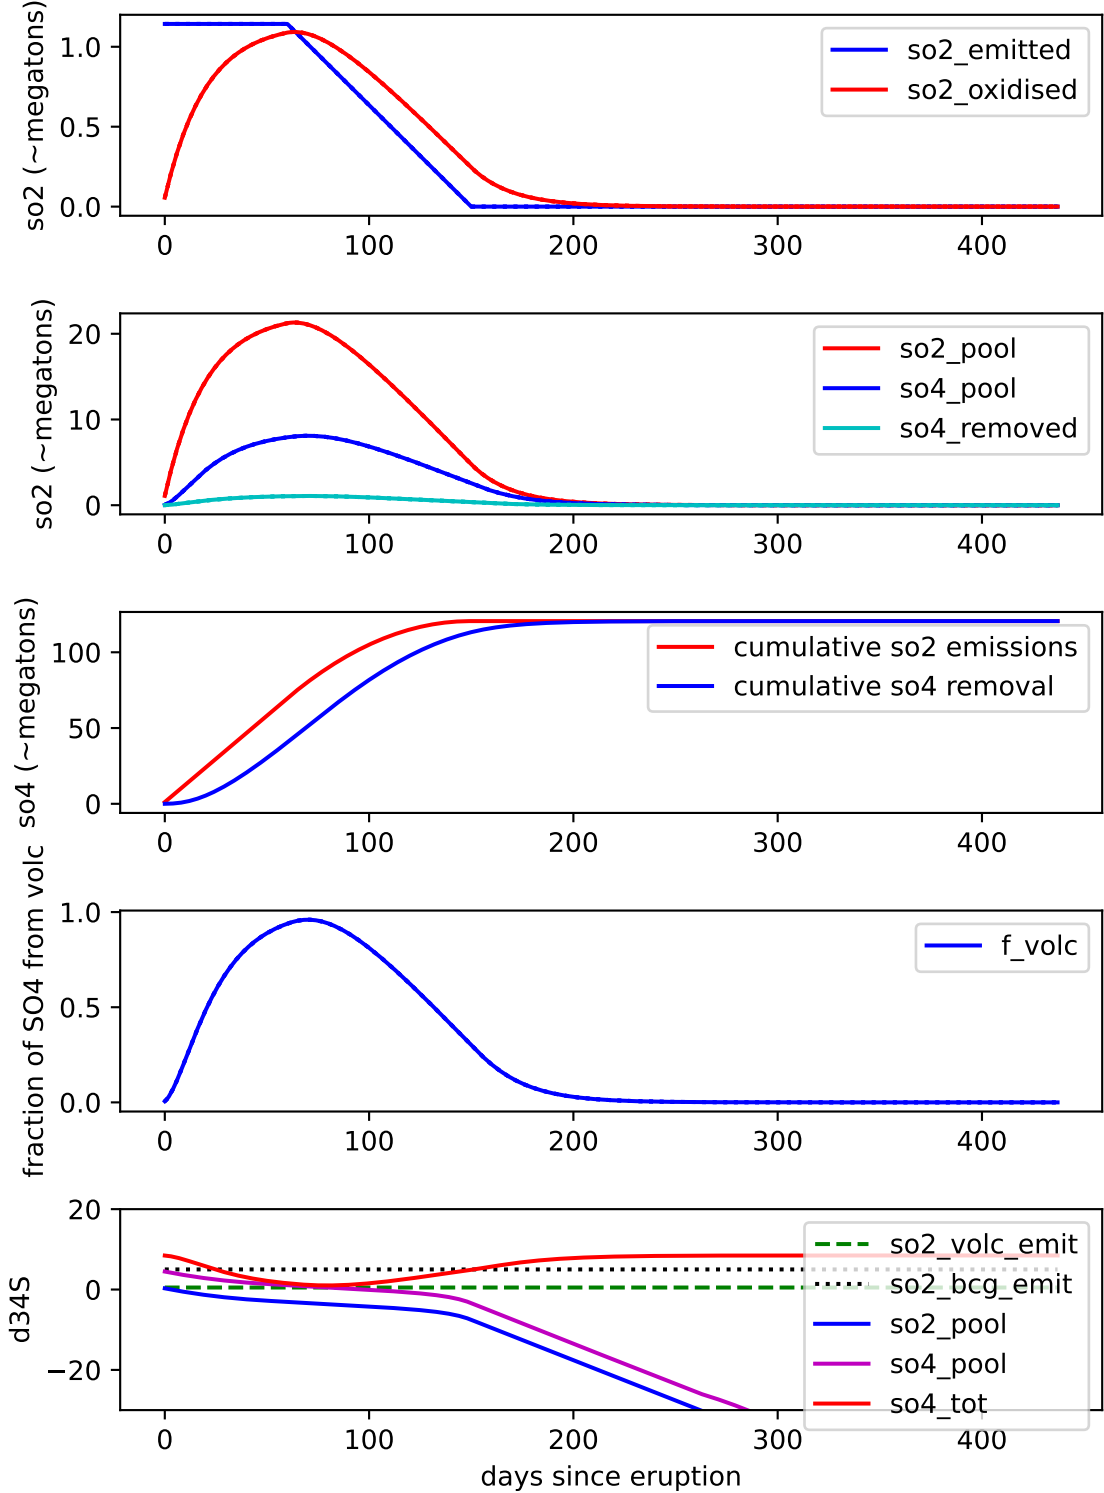 so2 (~megatons)
1.0
0.5
0.0
so2_emitted
so2_oxidised
0
100
200
300
400
so2 (~megatons)
20
10
0
so2_pool
so4_pool
so4_removed
0
100
200
300
400
so4 (~megatons)
100
50
0
cumulative so2 emissions
cumulative so4 removal
0
100
200
300
400
fraction of SO4 from volc
1.0
0.5
0.0
f_volc
0
100
200
300
400
d34S
20
0
−20
so2_volc_emit
so2_bcg_emit
so2_pool
so4_pool
so4_tot
0
100
200
300
400
days since eruption